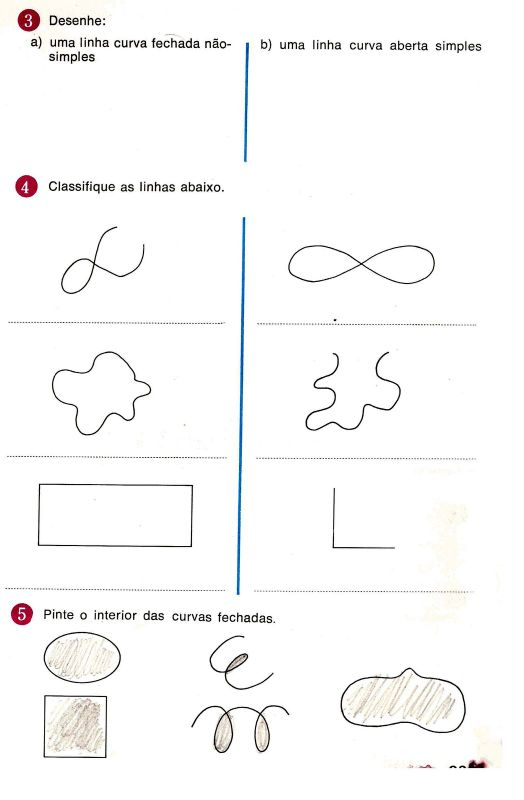 3 Desenhe:
a) uma linha curva fechada não-
simples
b) uma linha curva aberta simples
4 Classifique as linhas abaixo.
5 Pinte o interior das curvas fechadas.